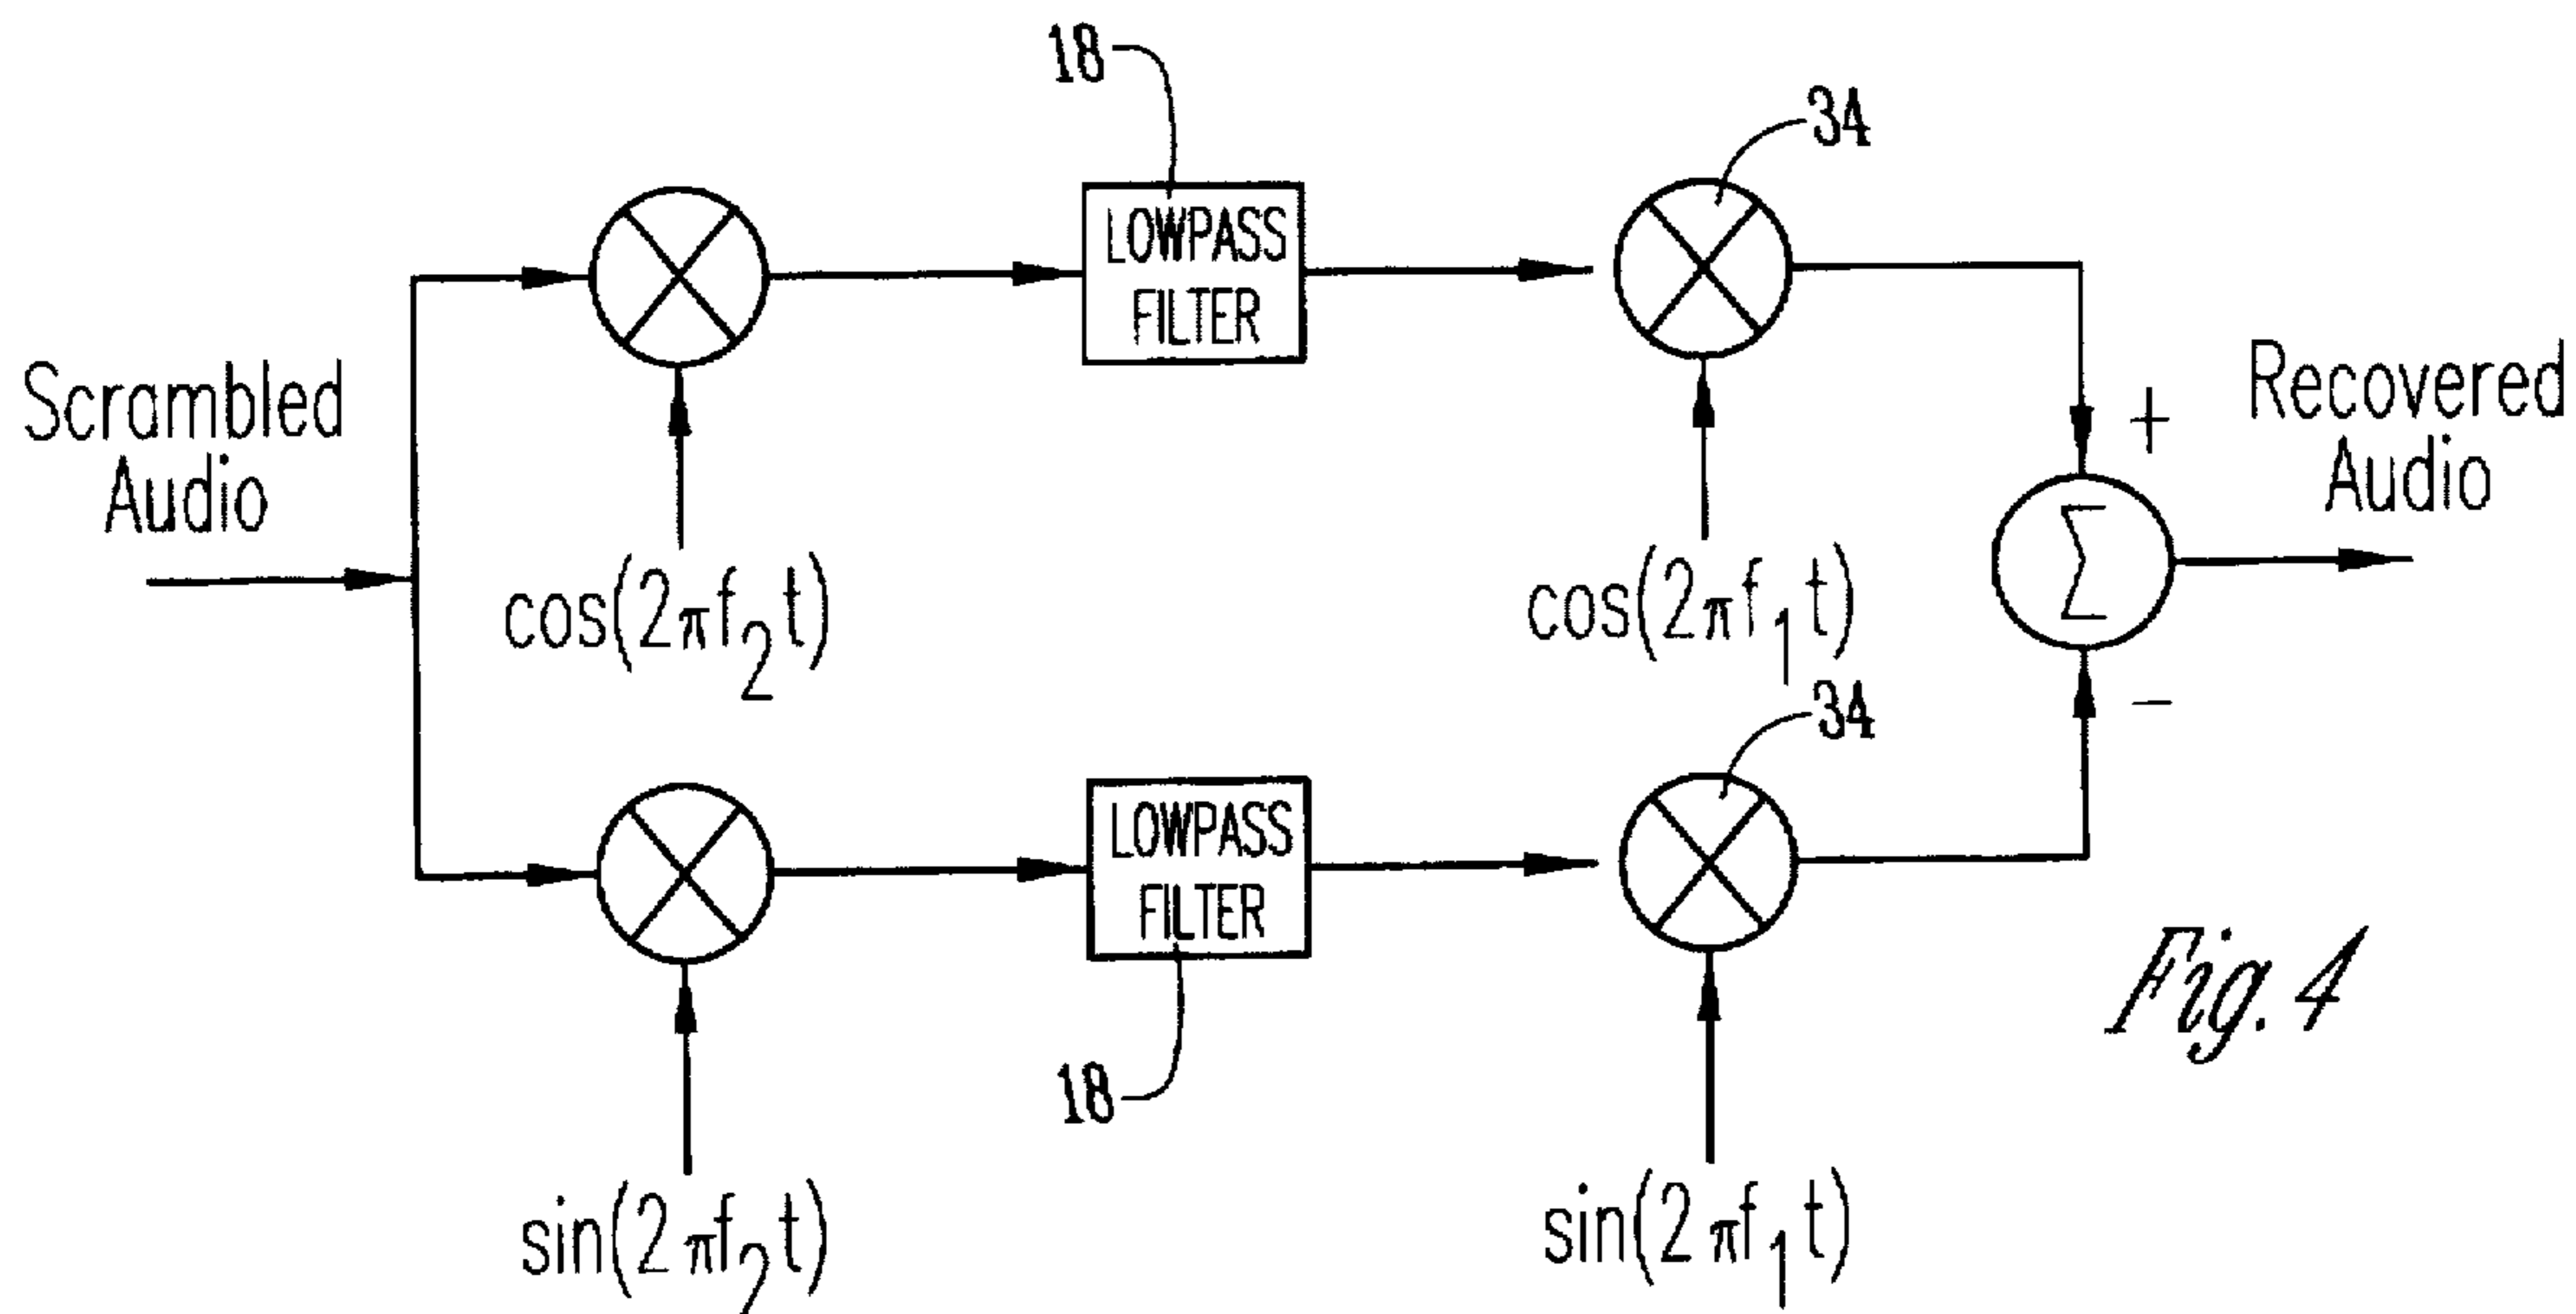 18
34
LOWPASS
FILTER
Scrambled
Audio
+
Recovered
Audio
cos(2πf₂t)
cos(2πf₁t)
Σ
34
−
LOWPASS
FILTER
18
Fig. 4
sin(2πf₂t)
sin(2πf₁t)